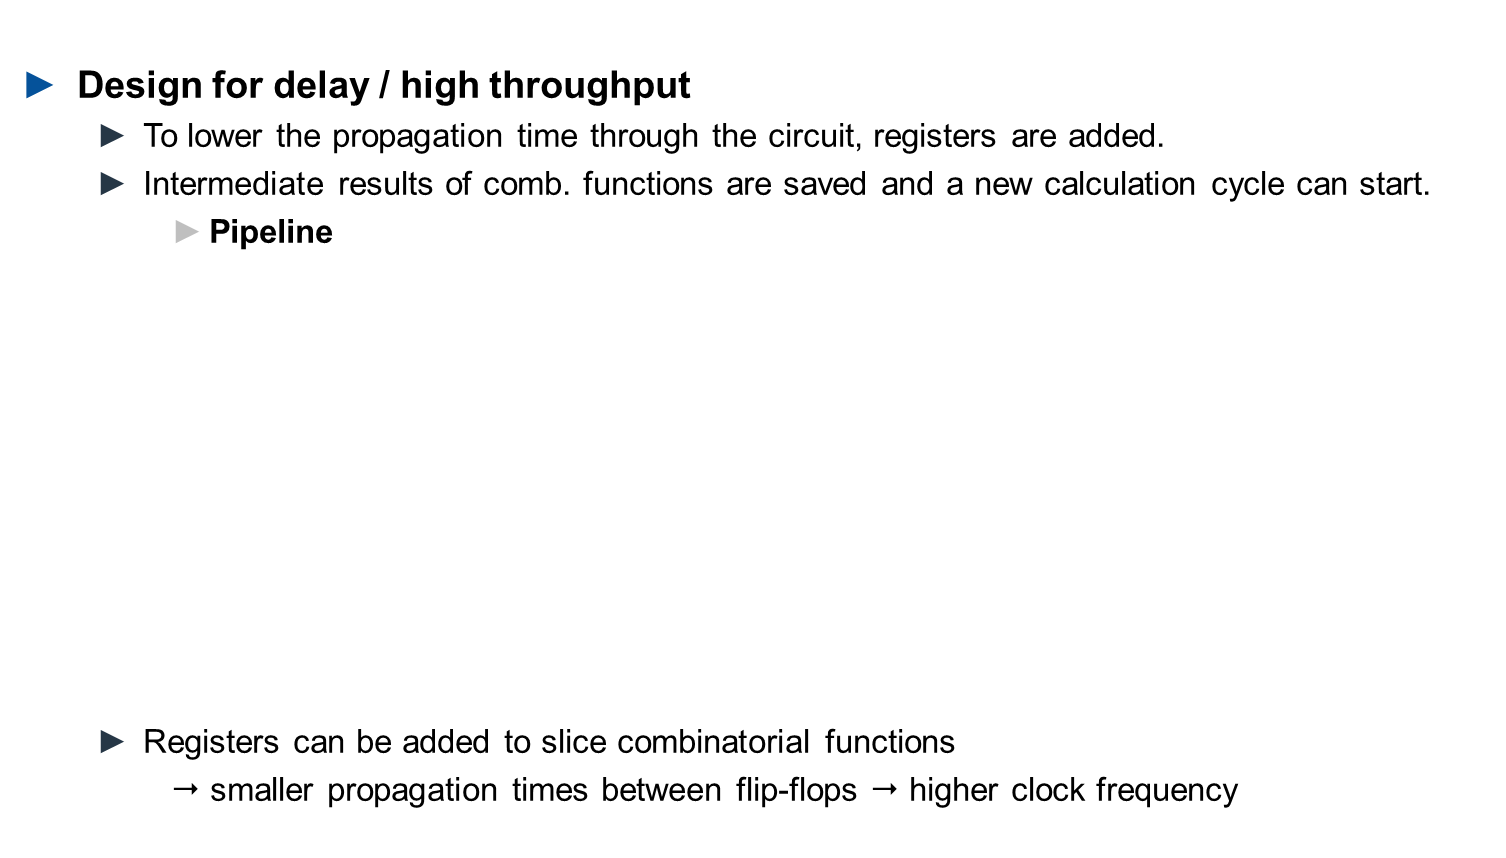 ► Design for delay / high throughput
► To lower the propagation time through the circuit, registers are added.
► Intermediate results of comb. functions are saved and a new calculation cycle can start.
► Pipeline
► Registers can be added to slice combinatorial functions
→ smaller propagation times between flip-flops → higher clock frequency